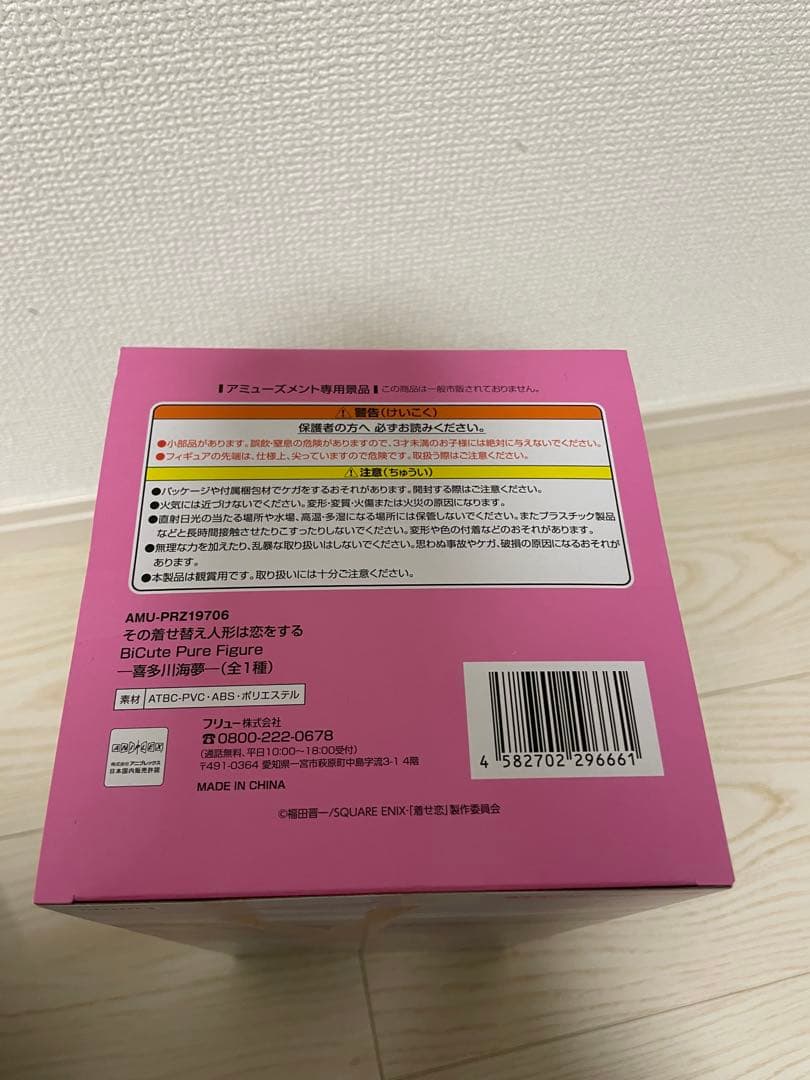 アミューズメント専用景品 この商品は一般市販されておりません。
警告(けいこく)
保護者の方へ 必ずお読みください。
●小部品があります。誤飲・窒息の危険がありますので、3才未満のお子様には絶対に与えないでください。
●フィギュアの先端は、仕様上、尖っていますので危険です。取扱う際はご注意ください。
注意(ちゅうい)
●パッケージや付属梱包材でケガをするおそれがあります。開封する際はご注意ください。
●火気には近づけないでください。変形・変質・火傷または火災の原因になります。
●直射日光の当たる場所や水場、高温・多湿になる場所には保管しないでください。またプラスチック製品
などと長時間接触させたりこすったりしないでください。変形や色の付着などのおそれがあります。
●無理な力を加えたり、乱暴な取り扱いはしないでください。思わぬ事故やケガ、破損の原因になるおそれが
あります。
●本製品は観賞用です。取り扱いには十分ご注意ください。
AMU-PRZ19706
その着せ替え人形は恋をする
BiCute Pure Figure
―喜多川海夢―(全1種)
素材 ATBC-PVC・ABS・ポリエステル
フリュー株式会社
☎0800-222-0678
(通話無料、平日10:00～18:00受付)
〒491-0364 愛知県一宮市萩原町中島字流3-1 4階
MADE IN CHINA
ANIPLEX
株式会社アニプレックス
日本国内販売許諾
4 582702 296661
©福田晋一/SQUARE ENIX・「着せ恋」製作委員会